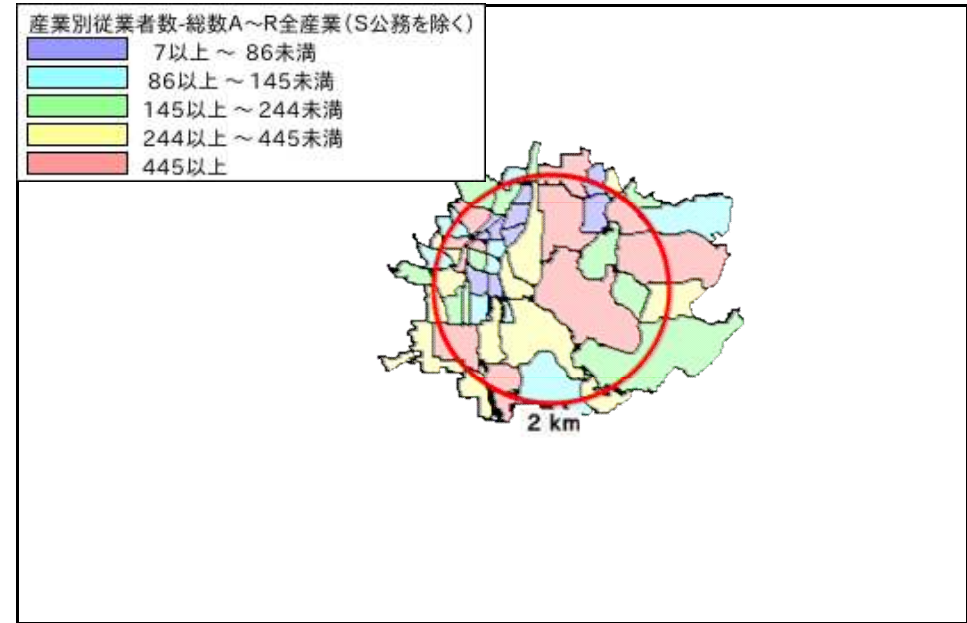 産業別従業者数-総数A～R全産業(S公務を除く)
7以上 ～ 86未満
86以上 ～ 145未満
145以上 ～ 244未満
244以上 ～ 445未満
445以上
2 km